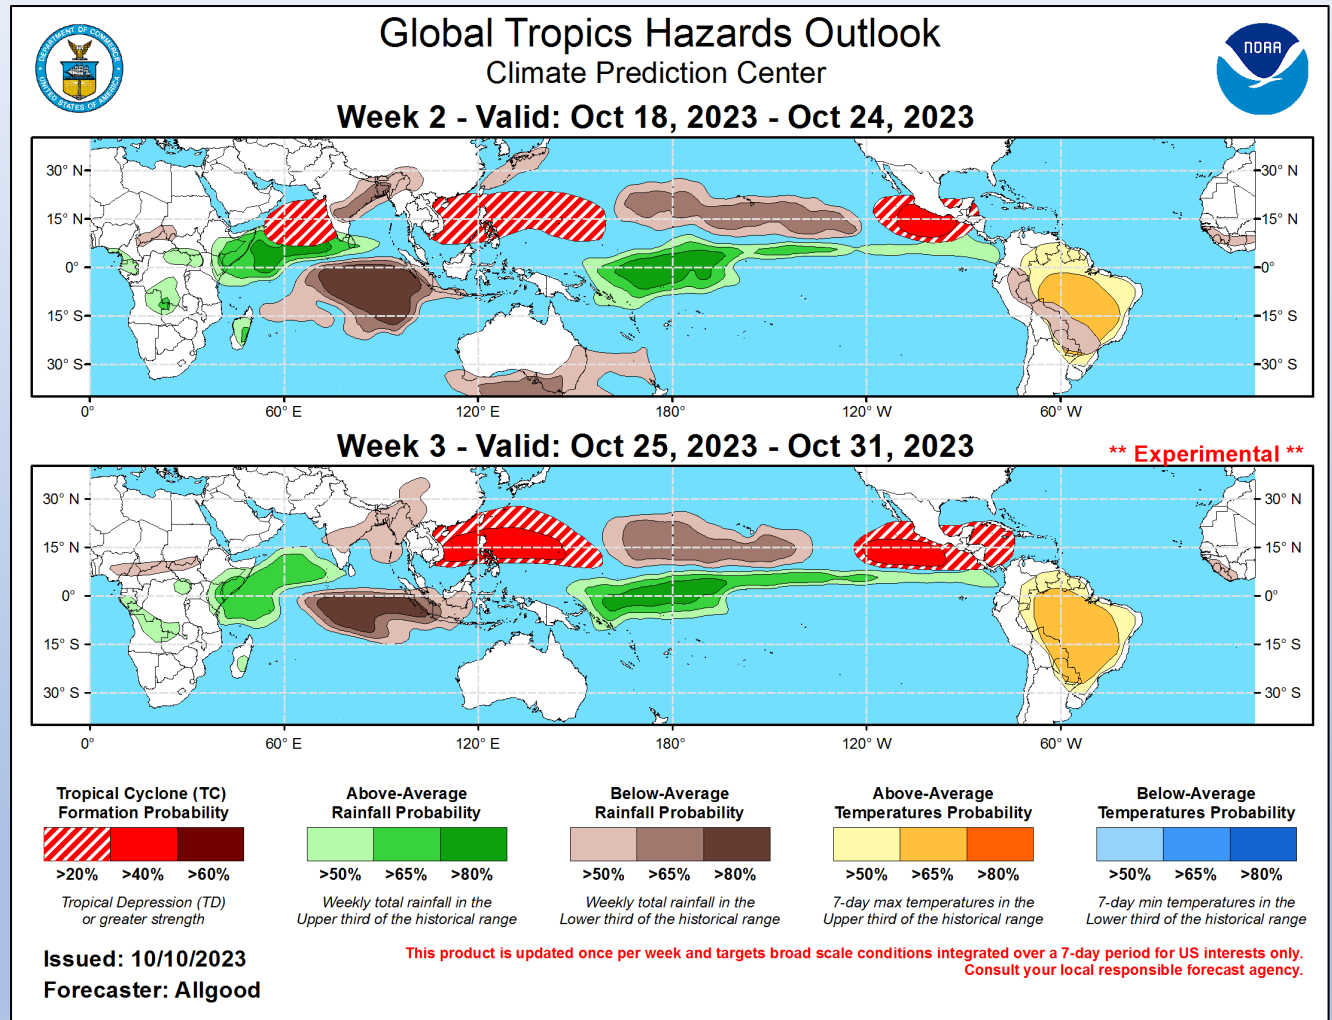 Global Tropics Hazards Outlook
Climate Prediction Center
DEPARTMENT OF COMMERCE
UNITED STATES OF AMERICA
NOAA
Week 2 - Valid: Oct 18, 2023 - Oct 24, 2023
30° N
30° N
15° N
15° N
0°
0°
15° S
15° S
30° S
30° S
0°
60° E
120° E
180°
120° W
60° W
Week 3 - Valid: Oct 25, 2023 - Oct 31, 2023
** Experimental **
30° N
30° N
15° N
15° N
0°
0°
15° S
15° S
30° S
30° S
0°
60° E
120° E
180°
120° W
60° W
Tropical Cyclone (TC)
Formation Probability
>20% >40% >60%
Tropical Depression (TD)
or greater strength
Above-Average
Rainfall Probability
>50% >65% >80%
Weekly total rainfall in the
Upper third of the historical range
Below-Average
Rainfall Probability
>50% >65% >80%
Weekly total rainfall in the
Lower third of the historical range
Above-Average
Temperatures Probability
>50% >65% >80%
7-day max temperatures in the
Upper third of the historical range
Below-Average
Temperatures Probability
>50% >65% >80%
7-day min temperatures in the
Lower third of the historical range
Issued: 10/10/2023
Forecaster: Allgood
This product is updated once per week and targets broad scale conditions integrated over a 7-day period for US interests only.
Consult your local responsible forecast agency.